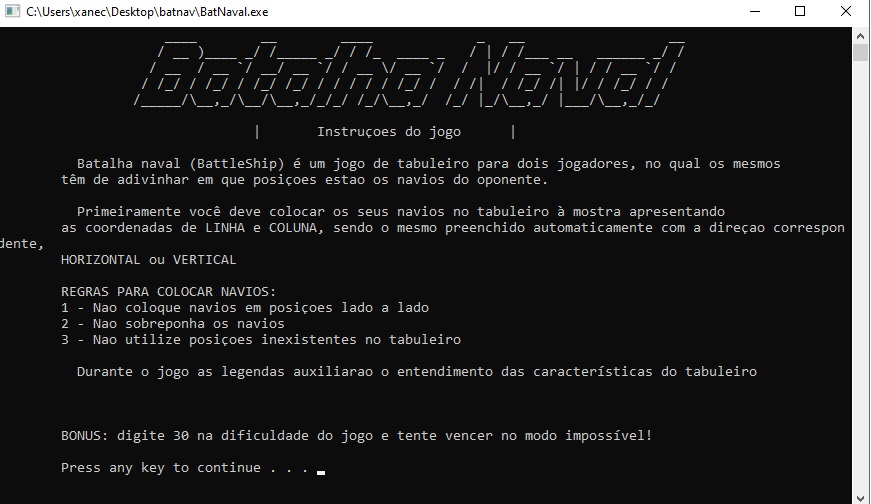 C:\Users\xanec\Desktop\batnav\BatNaval.exe
Batalha Naval
| Instruçoes do jogo |
Batalha naval (BattleShip) é um jogo de tabuleiro para dois jogadores, no qual os mesmos
têm de adivinhar em que posiçoes estao os navios do oponente.
Primeiramente você deve colocar os seus navios no tabuleiro à mostra apresentando
as coordenadas de LINHA e COLUNA, sendo o mesmo preenchido automaticamente com a direçao correspon
dente,
HORIZONTAL ou VERTICAL
REGRAS PARA COLOCAR NAVIOS:
1 - Nao coloque navios em posiçoes lado a lado
2 - Nao sobreponha os navios
3 - Nao utilize posiçoes inexistentes no tabuleiro
Durante o jogo as legendas auxiliarao o entendimento das características do tabuleiro
BONUS: digite 30 na dificuldade do jogo e tente vencer no modo impossível!
Press any key to continue . . .